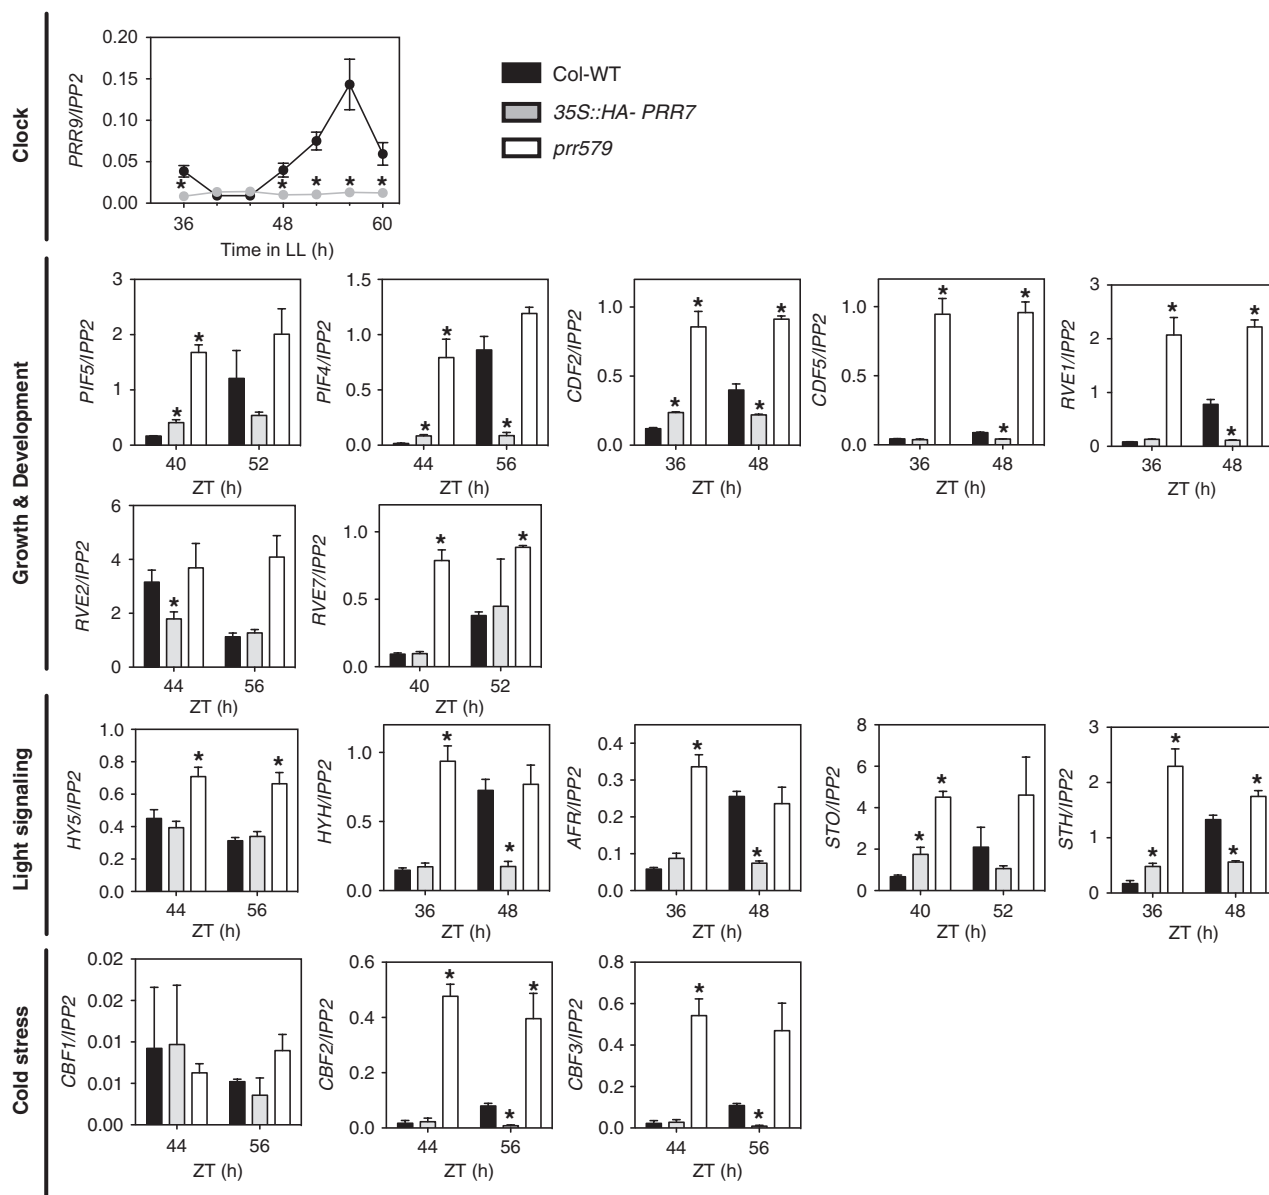 Clock
PRR9/IPP2
0.20
0.15
0.10
0.05
0.00
* * * * * *
36 48 60
Time in LL (h)
Col-WT
35S::HA- PRR7
prr579
Growth & Development
PIF5/IPP2
3
2
1
0
* *
40 52
ZT (h)
PIF4/IPP2
1.5
1.0
0.5
0.0
* * *
44 56
ZT (h)
CDF2/IPP2
1.0
0.5
0.0
* * * *
36 48
ZT (h)
CDF5/IPP2
1.0
0.5
0.0
* * *
36 48
ZT (h)
RVE1/IPP2
3
2
1
0
* * *
36 48
ZT (h)
RVE2/IPP2
6
4
2
0
*
44 56
ZT (h)
RVE7/IPP2
1.0
0.5
0.0
* *
40 52
ZT (h)
Light signaling
HY5/IPP2
1.0
0.8
0.6
0.4
0.2
0.0
* *
44 56
ZT (h)
HYH/IPP2
1.0
0.5
0.0
* *
36 48
ZT (h)
AFR/IPP2
0.4
0.3
0.2
0.1
0.0
* *
36 48
ZT (h)
STO/IPP2
8
6
4
2
0
* *
40 52
ZT (h)
STH/IPP2
3
2
1
0
* * * *
36 48
ZT (h)
Cold stress
CBF1/IPP2
0.02
0.02
0.01
0.01
0.00
44 56
ZT (h)
CBF2/IPP2
0.6
0.4
0.2
0.0
* * *
44 56
ZT (h)
CBF3/IPP2
0.8
0.6
0.4
0.2
0.0
* *
44 56
ZT (h)